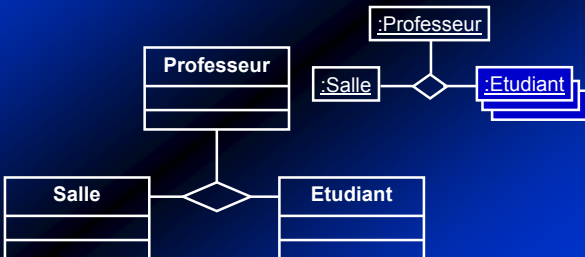 :Professeur
Professeur
:Salle
:Etudiant
Salle
Etudiant